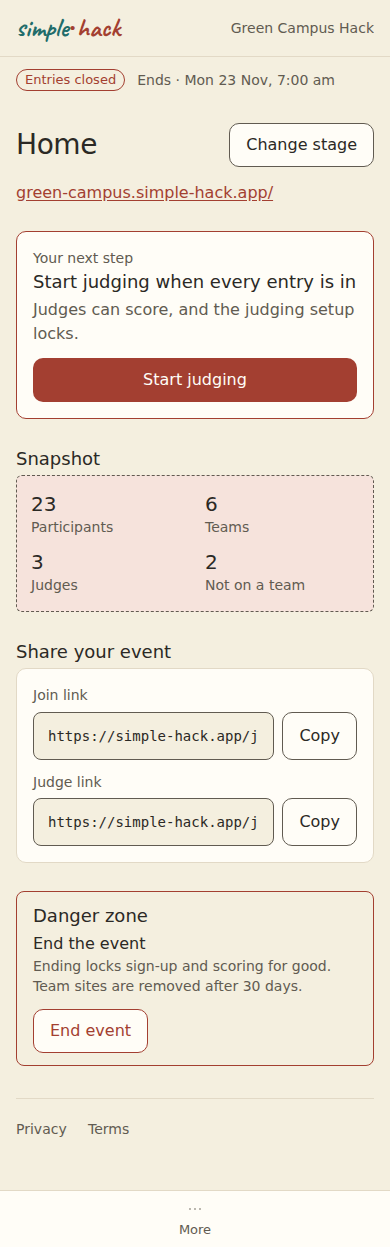 simple·hack
Green Campus Hack
Entries closed
Ends · Mon 23 Nov, 7:00 am
Home
Change stage
green-campus.simple-hack.app/
Your next step
Start judging when every entry is in
Judges can score, and the judging setup
locks.
Start judging
Snapshot
23
Participants
6
Teams
3
Judges
2
Not on a team
Share your event
Join link
https://simple-hack.app/j
Copy
Judge link
https://simple-hack.app/j
Copy
Danger zone
End the event
Ending locks sign-up and scoring for good.
Team sites are removed after 30 days.
End event
Privacy
Terms
...
More